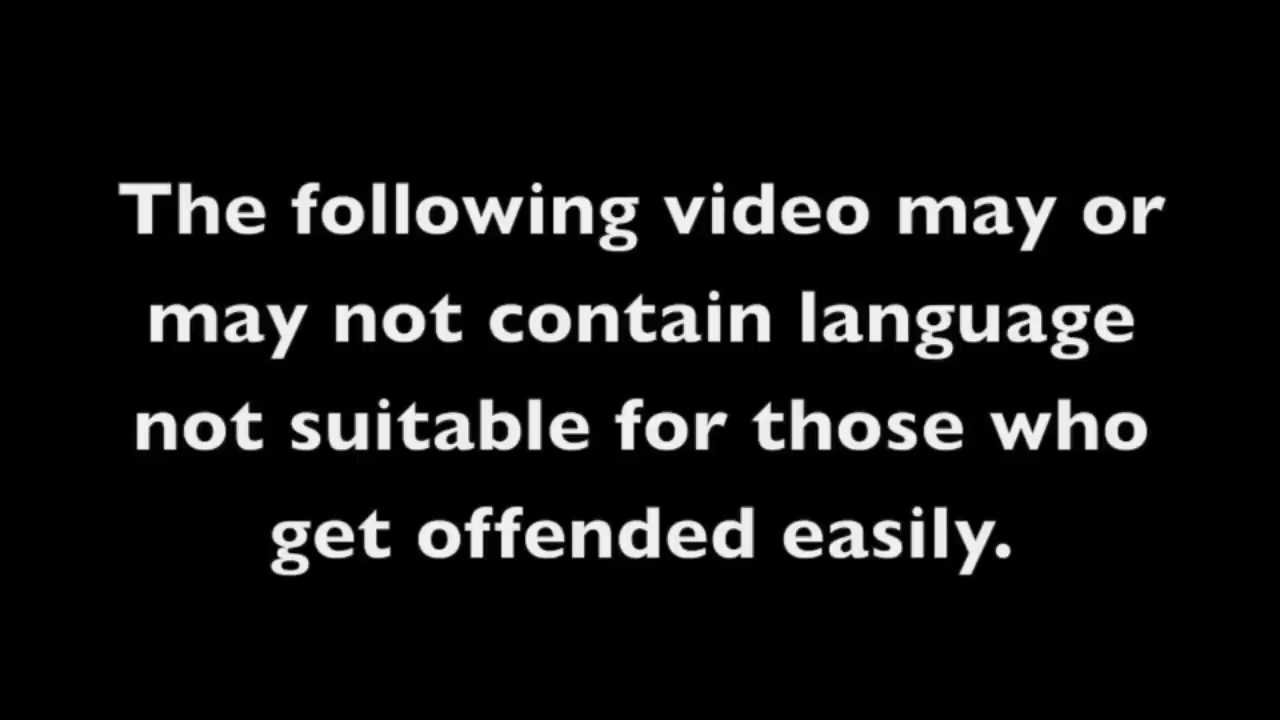 The following video may or
may not contain language
not suitable for those who
get offended easily.